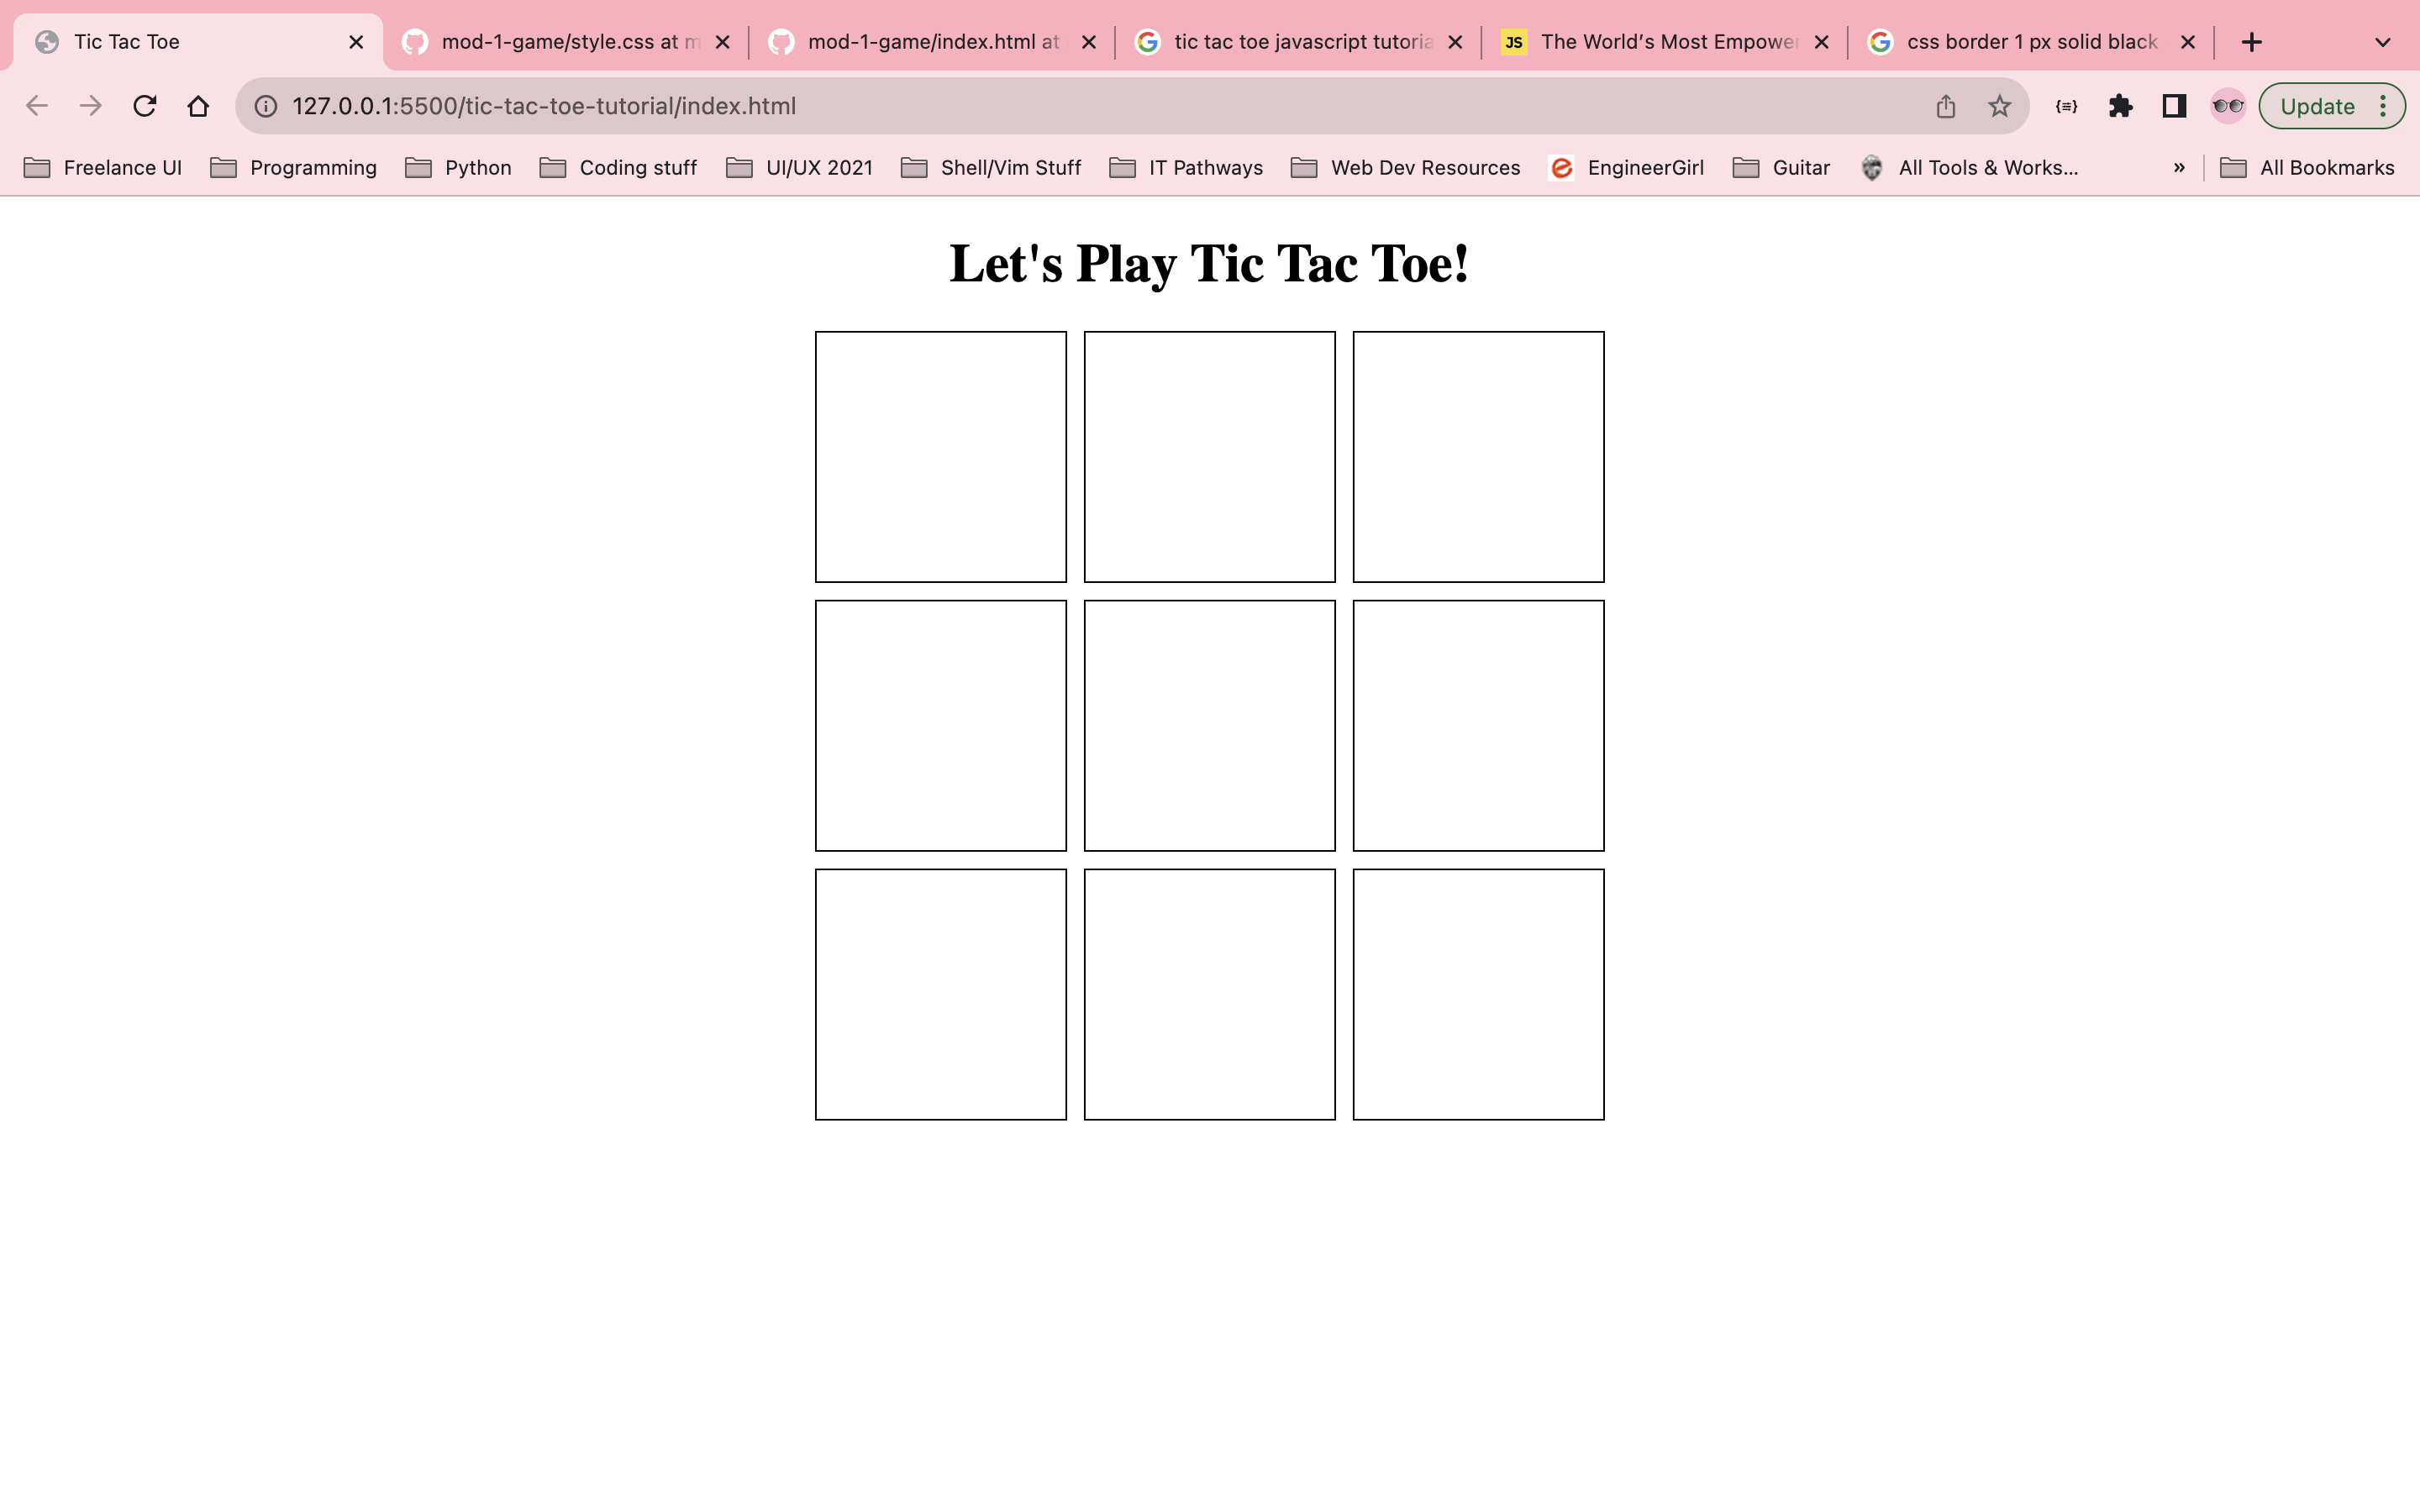 Tic Tac Toe
mod-1-game/style.css at m
mod-1-game/index.html at
tic tac toe javascript tutoria
JS
The World's Most Empower
css border 1 px solid black
127.0.0.1:5500/tic-tac-toe-tutorial/index.html
{≡}
Update
Freelance UI
Programming
Python
Coding stuff
UI/UX 2021
Shell/Vim Stuff
IT Pathways
Web Dev Resources
EngineerGirl
Guitar
All Tools & Works...
»
All Bookmarks
Let's Play Tic Tac Toe!